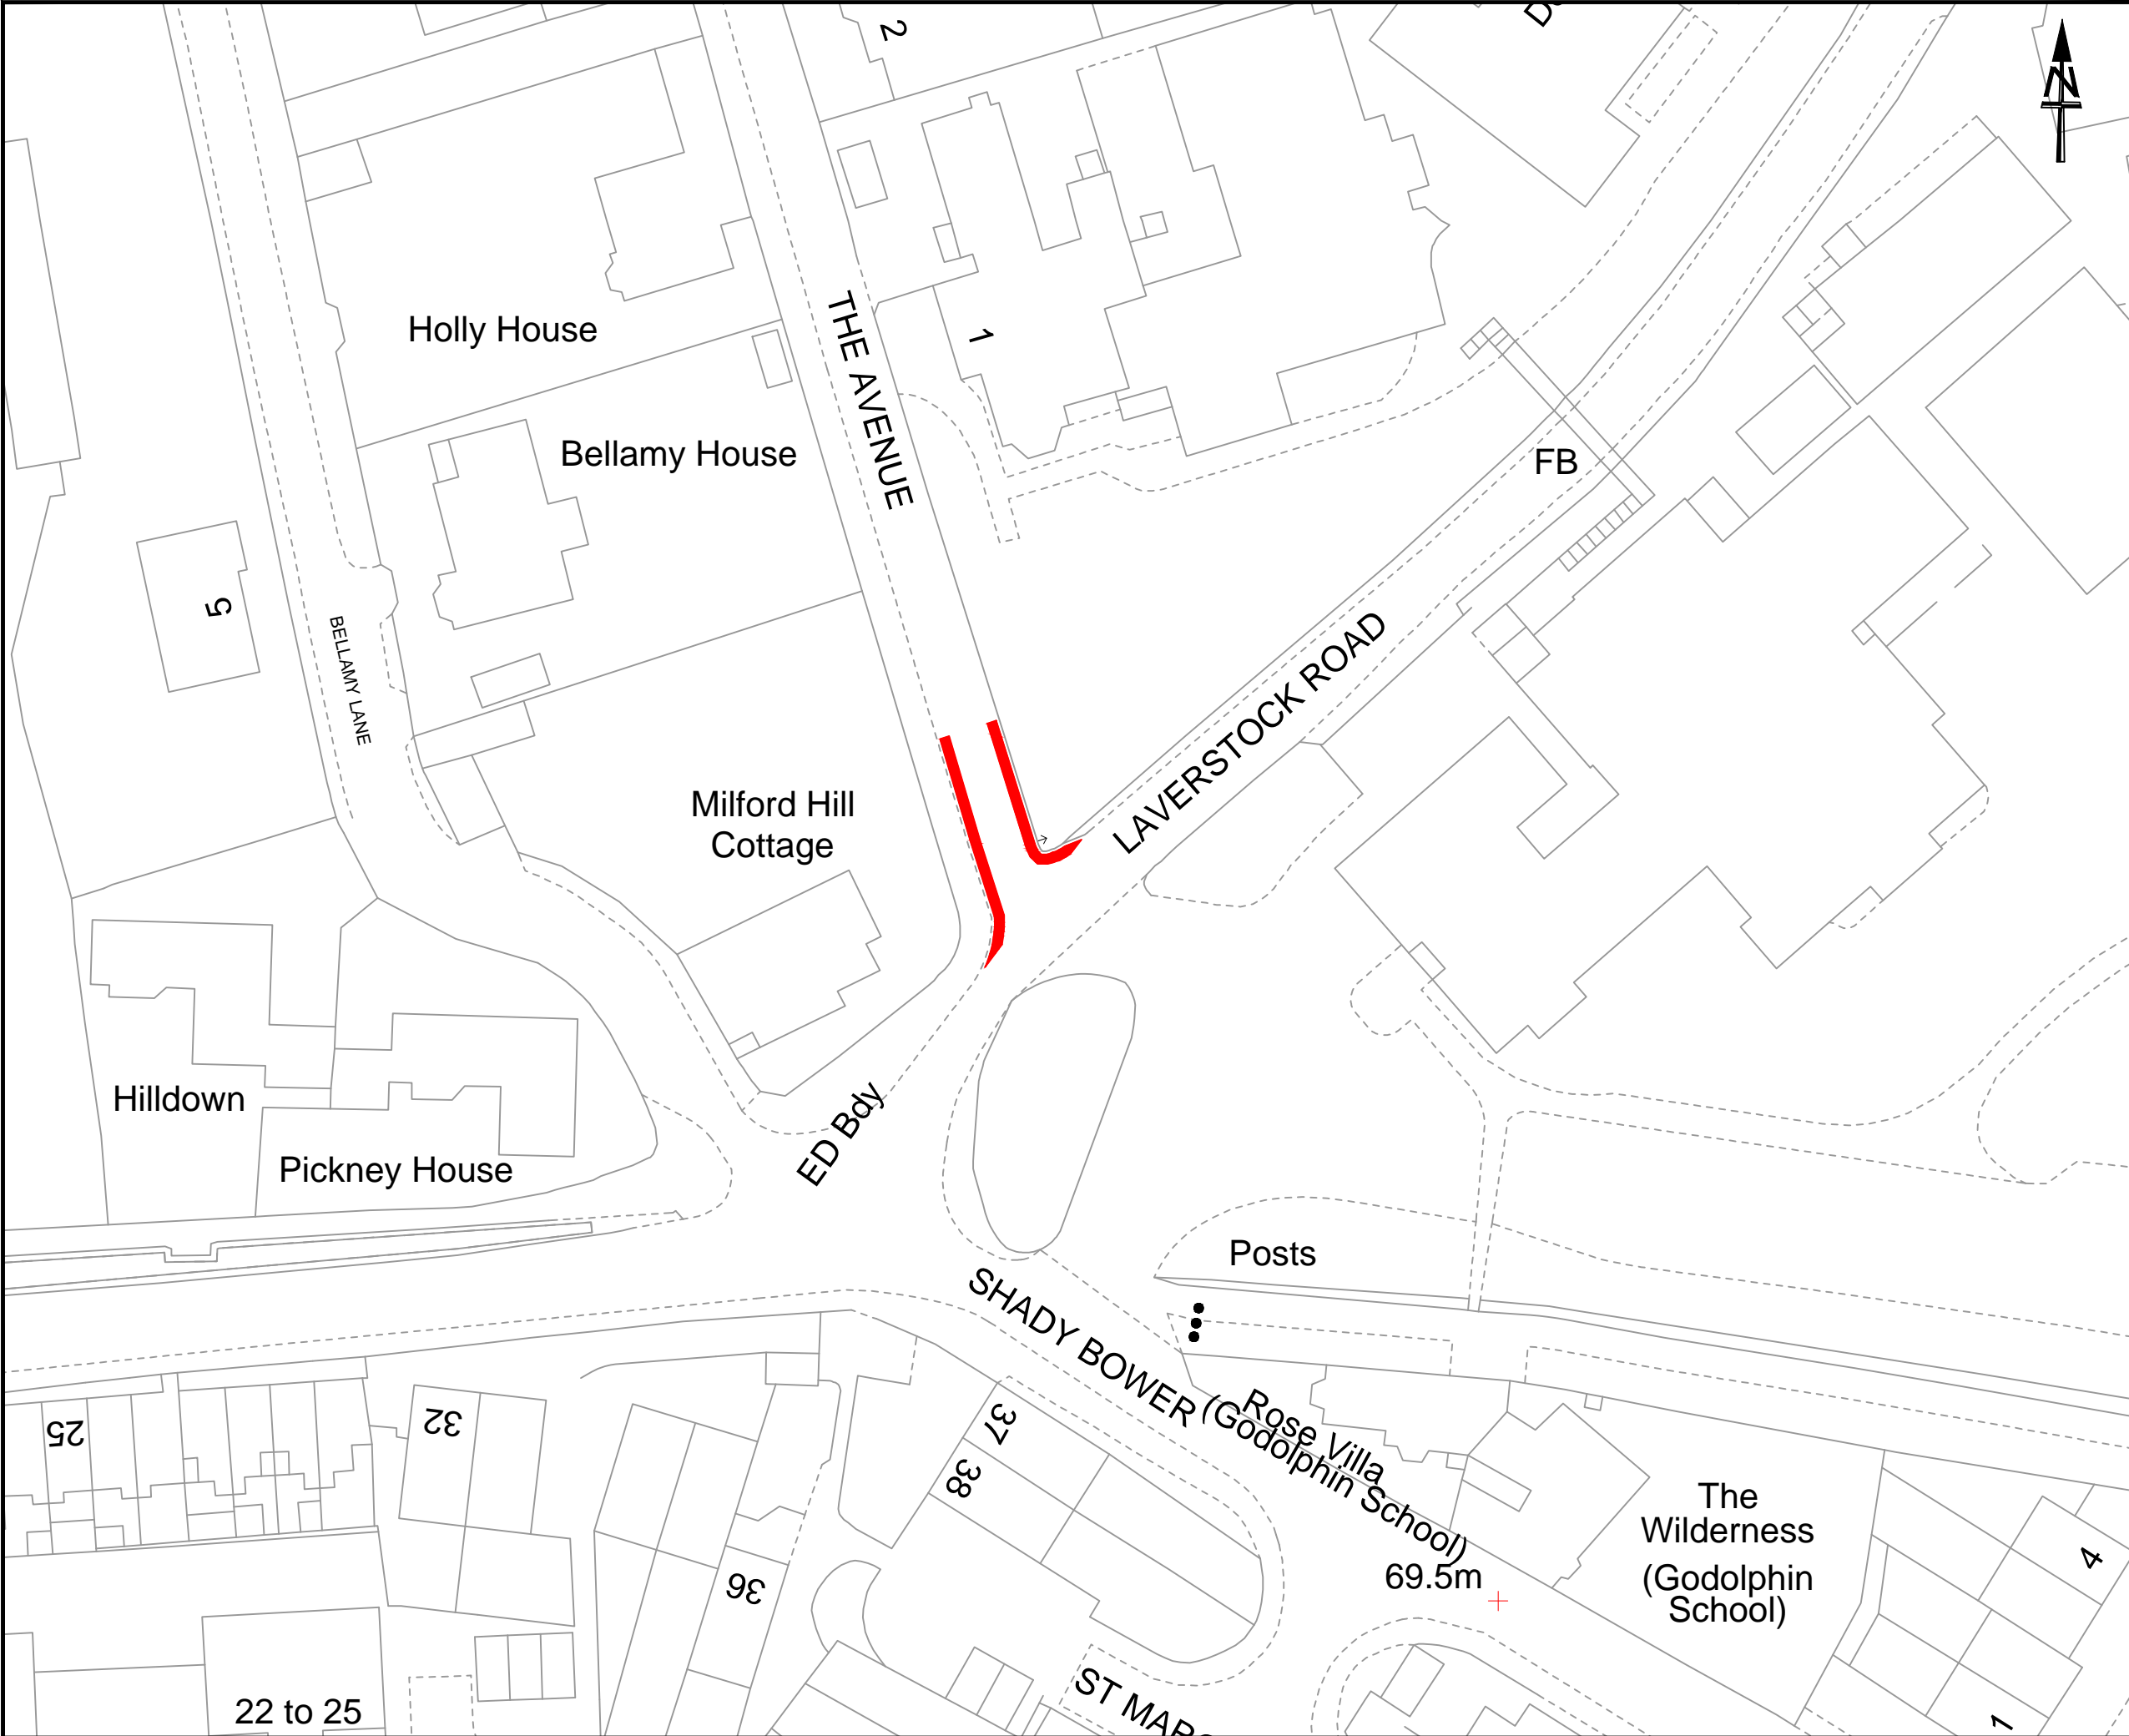 2
N
Holly House
THE AVENUE
1
Bellamy House
FB
5
BELLAMY LANE
LAVERSTOCK ROAD
Milford Hill
Cottage
Hilldown
ED Bdy
Pickney House
Posts
SHADY BOWER
Rose Villa
(Godolphin School)
25
32
37
38
36
69.5m
The
Wilderness
(Godolphin
School)
4
22 to 25
ST
1